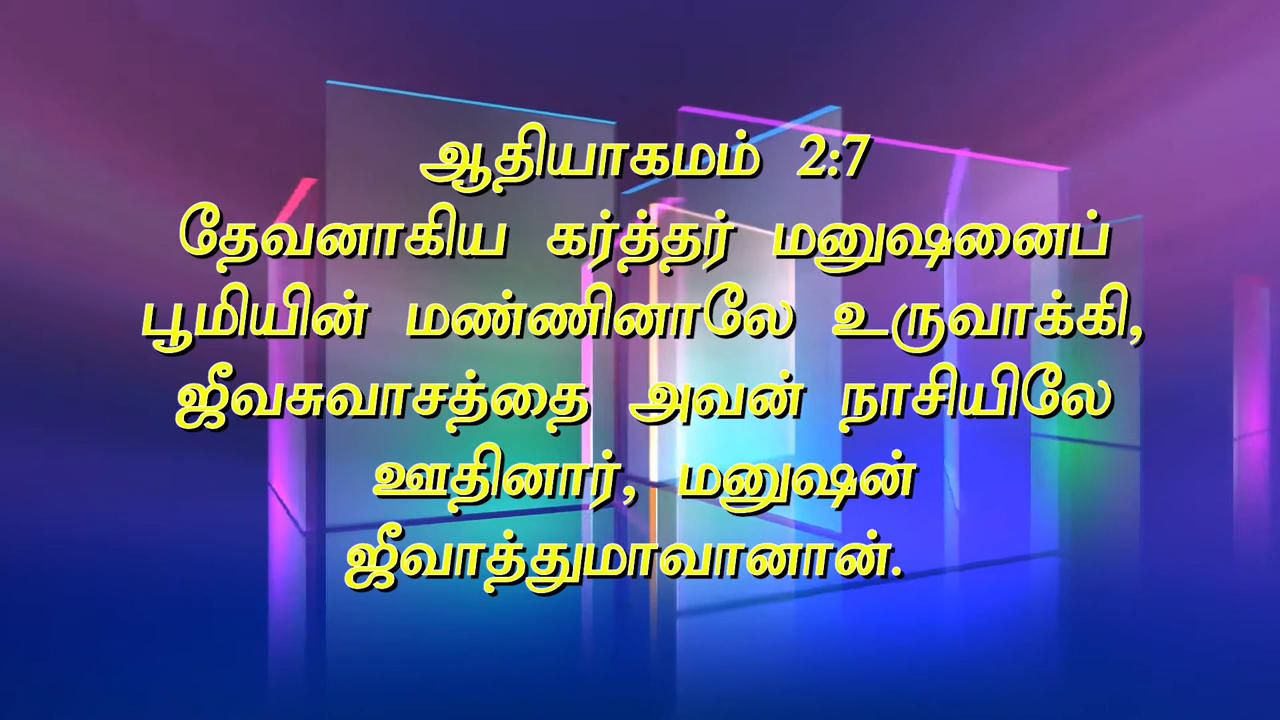 ஆதியாகமம் 2:7
தேவனாகிய கர்த்தர் மனுஷனைப்
பூமியின் மண்ணினாலே உருவாக்கி,
ஜீவசுவாசத்தை அவன் நாசியிலே
ஊதினார், மனுஷன்
ஜீவாத்துமாவானான்.